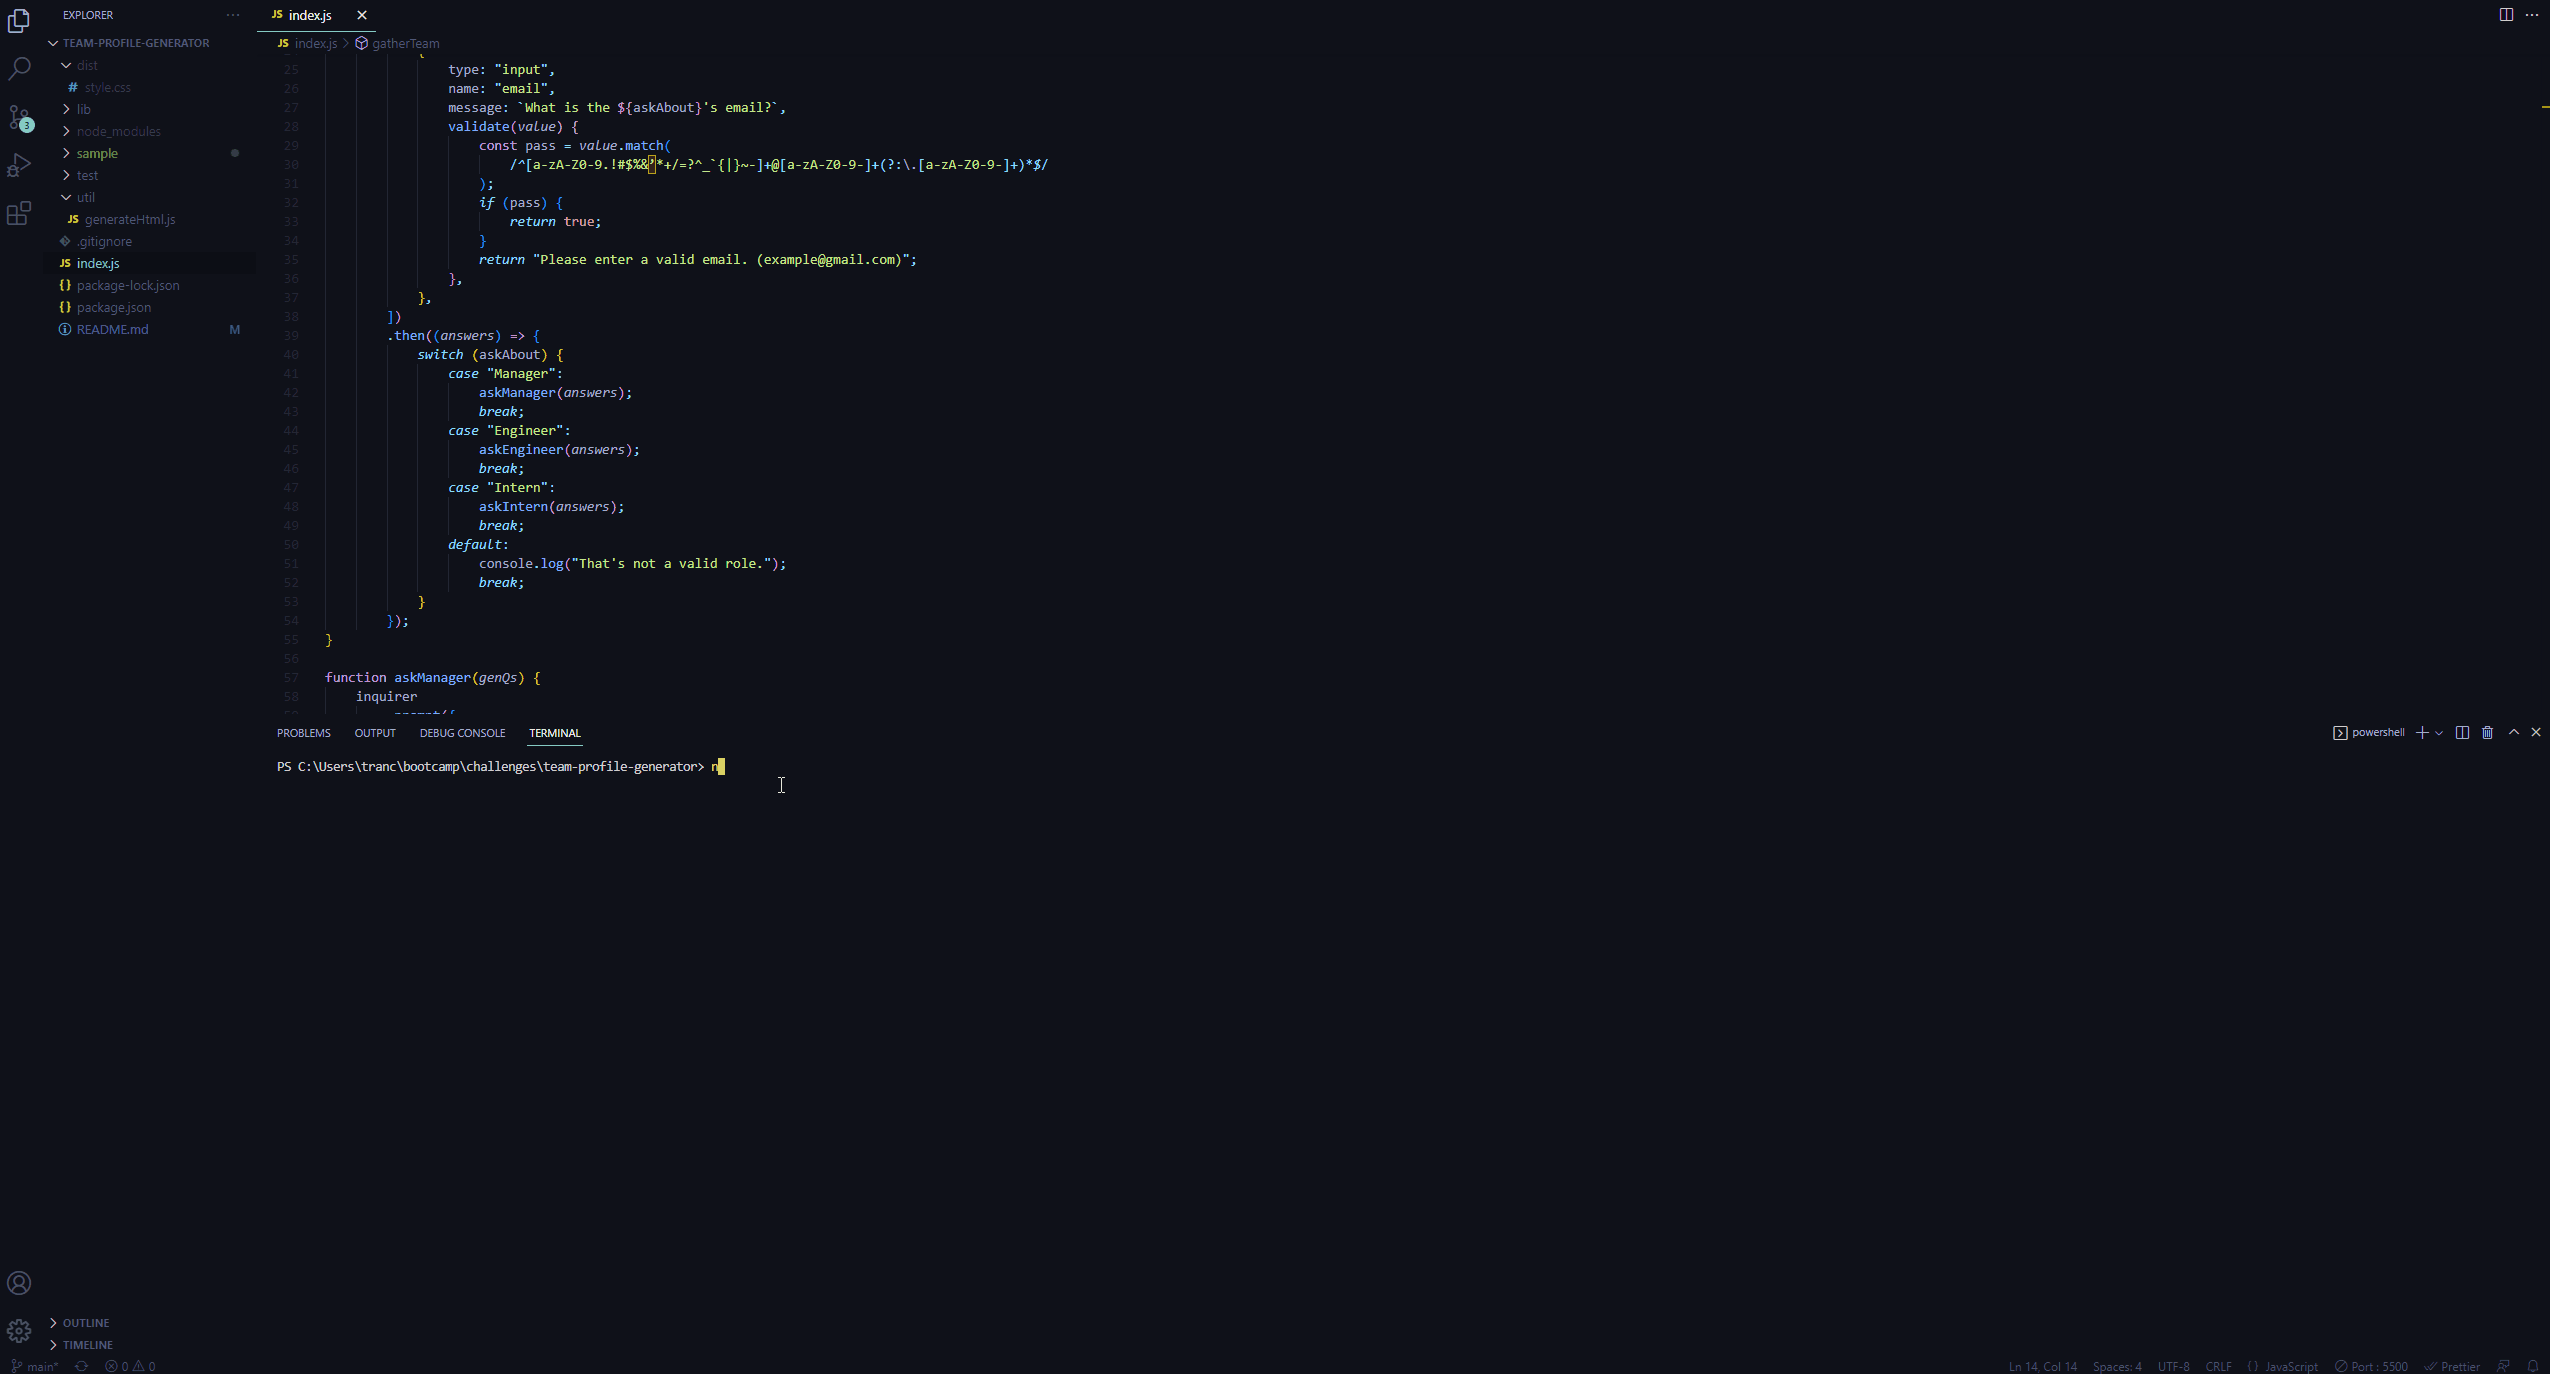 EXPLORER
TEAM-PROFILE-GENERATOR
dist
# style.css
lib
node_modules
sample
test
util
JS generateHtml.js
.gitignore
JS index.js
{} package-lock.json
{} package.json
README.md M
3
OUTLINE
TIMELINE
JS index.js
JS index.js > gatherTeam
{
25 type: "input",
26 name: "email",
27 message: `What is the ${askAbout}'s email?`,
28 validate(value) {
29 const pass = value.match(
30 /^[a-zA-Z0-9.!#$%&’*+/=?^_`{|}~-]+@[a-zA-Z0-9-]+(?:\.[a-zA-Z0-9-]+)*$/
31 );
32 if (pass) {
33 return true;
34 }
35 return "Please enter a valid email. (example@gmail.com)";
36 },
37 },
38 ])
39 .then((answers) => {
40 switch (askAbout) {
41 case "Manager":
42 askManager(answers);
43 break;
44 case "Engineer":
45 askEngineer(answers);
46 break;
47 case "Intern":
48 askIntern(answers);
49 break;
50 default:
51 console.log("That's not a valid role.");
52 break;
53 }
54 });
55 }
56
57 function askManager(genQs) {
58 inquirer
59 .prompt({
PROBLEMS OUTPUT DEBUG CONSOLE TERMINAL
powershell
PS C:\Users\tranc\bootcamp\challenges\team-profile-generator> n
main* 0 0
Ln 14, Col 14 Spaces: 4 UTF-8 CRLF {} JavaScript Port : 5500 Prettier